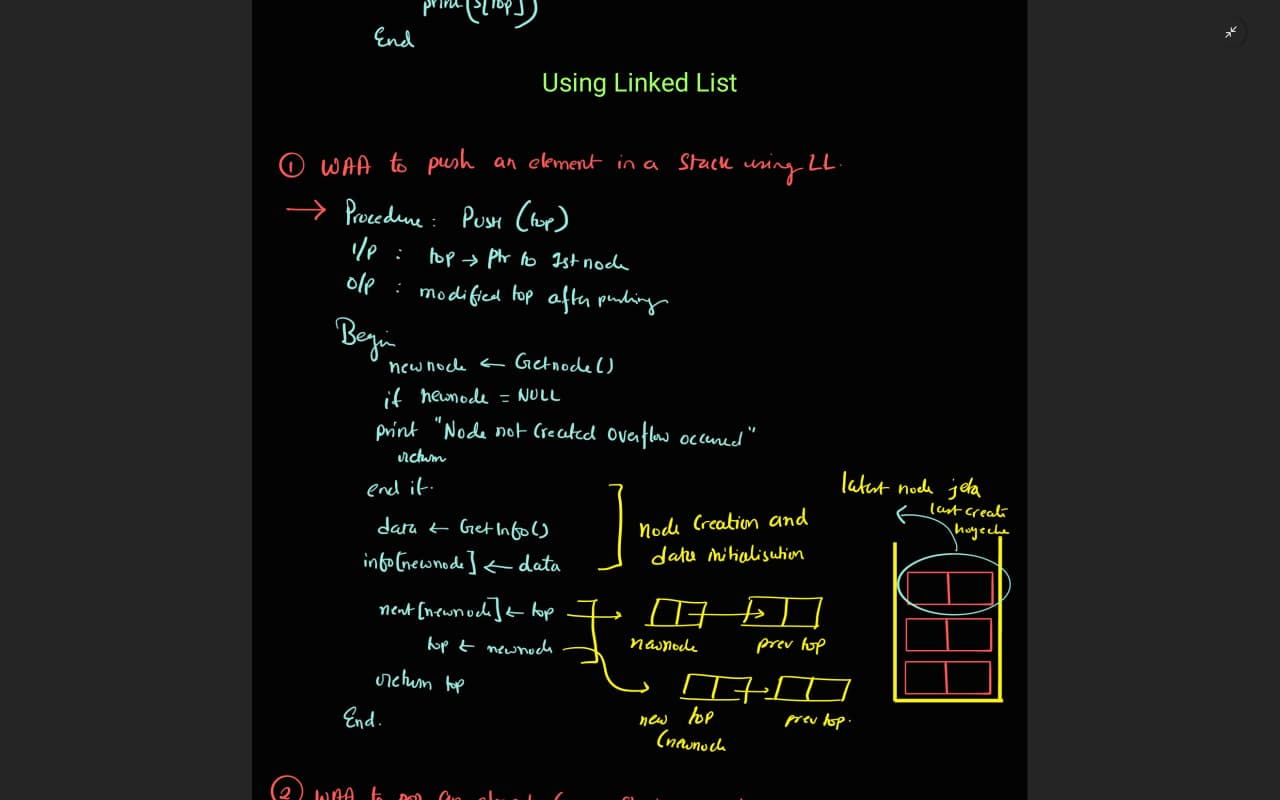 print(S[top])
End
Using Linked List
① WAA to push an element in a Stack using LL.
→ Procedure: PUSH (top)
I/P : top → Ptr to 1st node
O/P : modified top after pushing
Begin
newnode ← Getnode()
if newnode = NULL
print "Node not Created Overflow occured"
return
end if.
data ← GetInfo()
info[newnode] ← data
Node Creation and
data initialisation
latest node jeta
last create
hoyeche
next[newnode] ← top
top ← newnode
newnode prev top
return top
End.
new top prev top.
(newnode
② WAA to pop an element